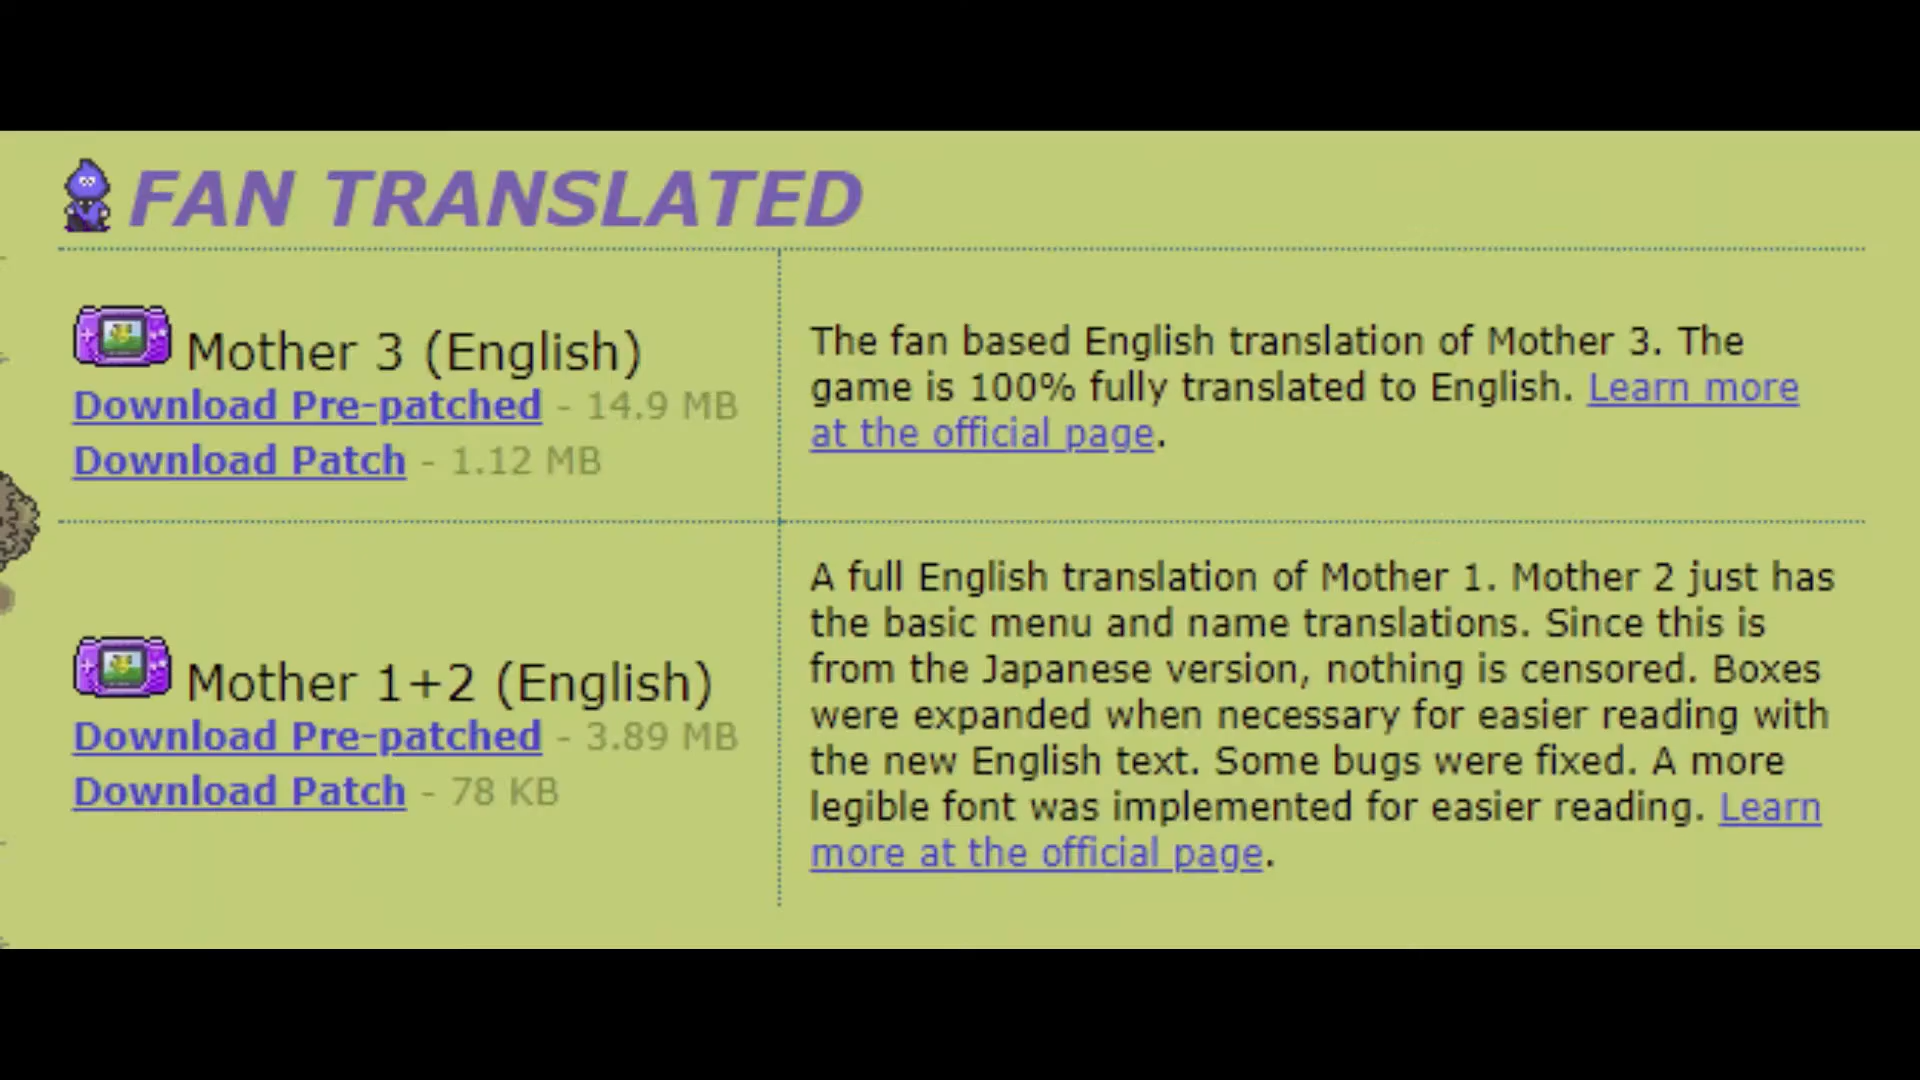 FAN TRANSLATED
Mother 3 (English)
Download Pre-patched - 14.9 MB
Download Patch - 1.12 MB
The fan based English translation of Mother 3. The
game is 100% fully translated to English. Learn more
at the official page.
Mother 1+2 (English)
Download Pre-patched - 3.89 MB
Download Patch - 78 KB
A full English translation of Mother 1. Mother 2 just has
the basic menu and name translations. Since this is
from the Japanese version, nothing is censored. Boxes
were expanded when necessary for easier reading with
the new English text. Some bugs were fixed. A more
legible font was implemented for easier reading. Learn
more at the official page.